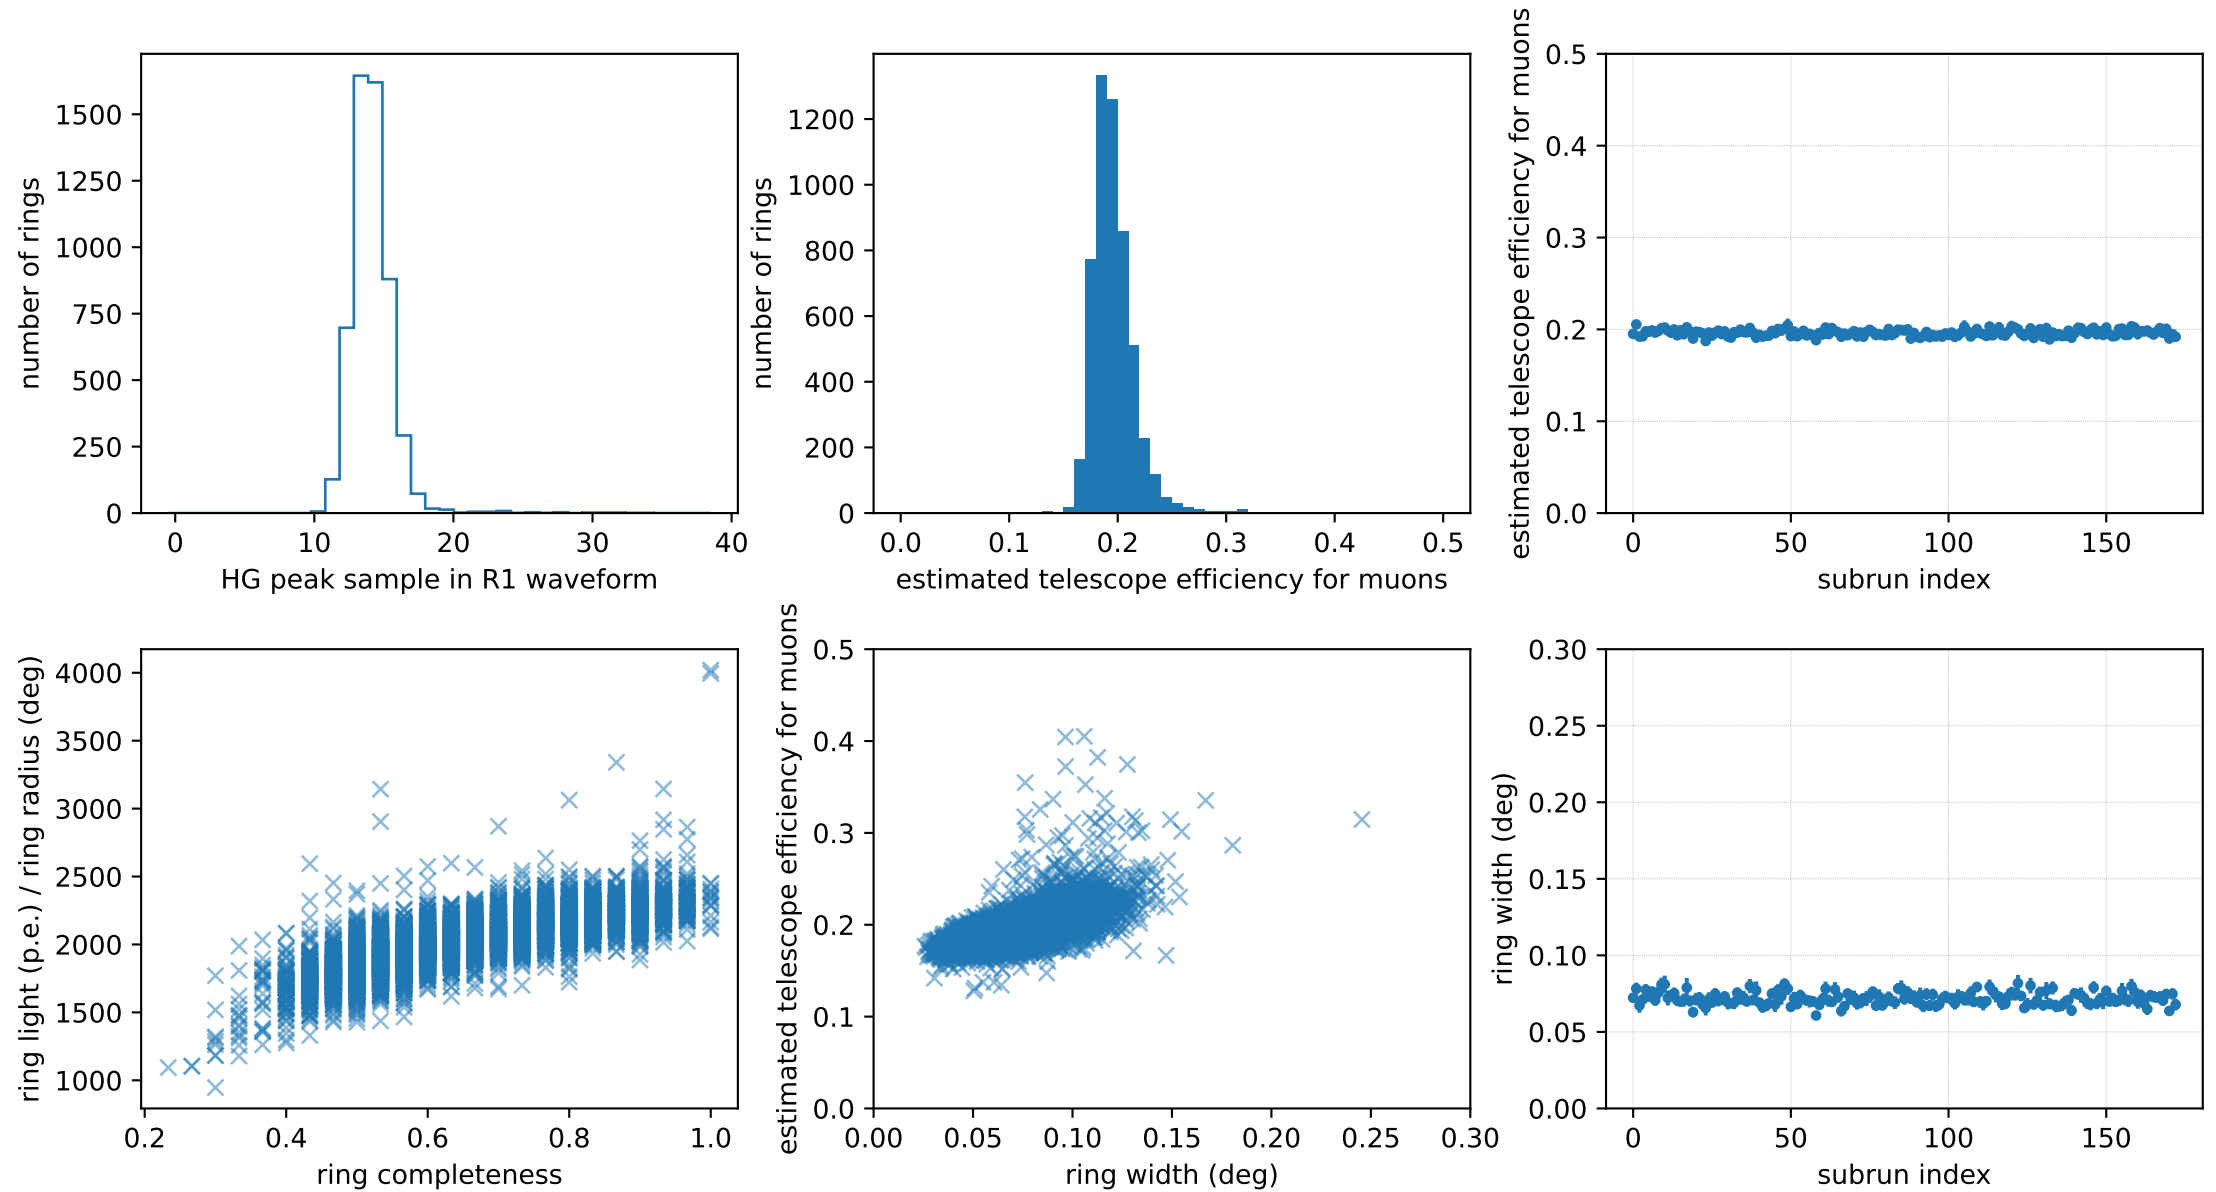 number of rings
1500
1250
1000
750
500
250
0
0 10 20 30 40
HG peak sample in R1 waveform
number of rings
1200
1000
800
600
400
200
0
0.0 0.1 0.2 0.3 0.4 0.5
estimated telescope efficiency for muons
estimated telescope efficiency for muons
0.5
0.4
0.3
0.2
0.1
0.0
0 50 100 150
subrun index
ring light (p.e.) / ring radius (deg)
4000
3500
3000
2500
2000
1500
1000
0.2 0.4 0.6 0.8 1.0
ring completeness
estimated telescope efficiency for muons
0.5
0.4
0.3
0.2
0.1
0.0
0.00 0.05 0.10 0.15 0.20 0.25 0.30
ring width (deg)
ring width (deg)
0.30
0.25
0.20
0.15
0.10
0.05
0.00
0 50 100 150
subrun index